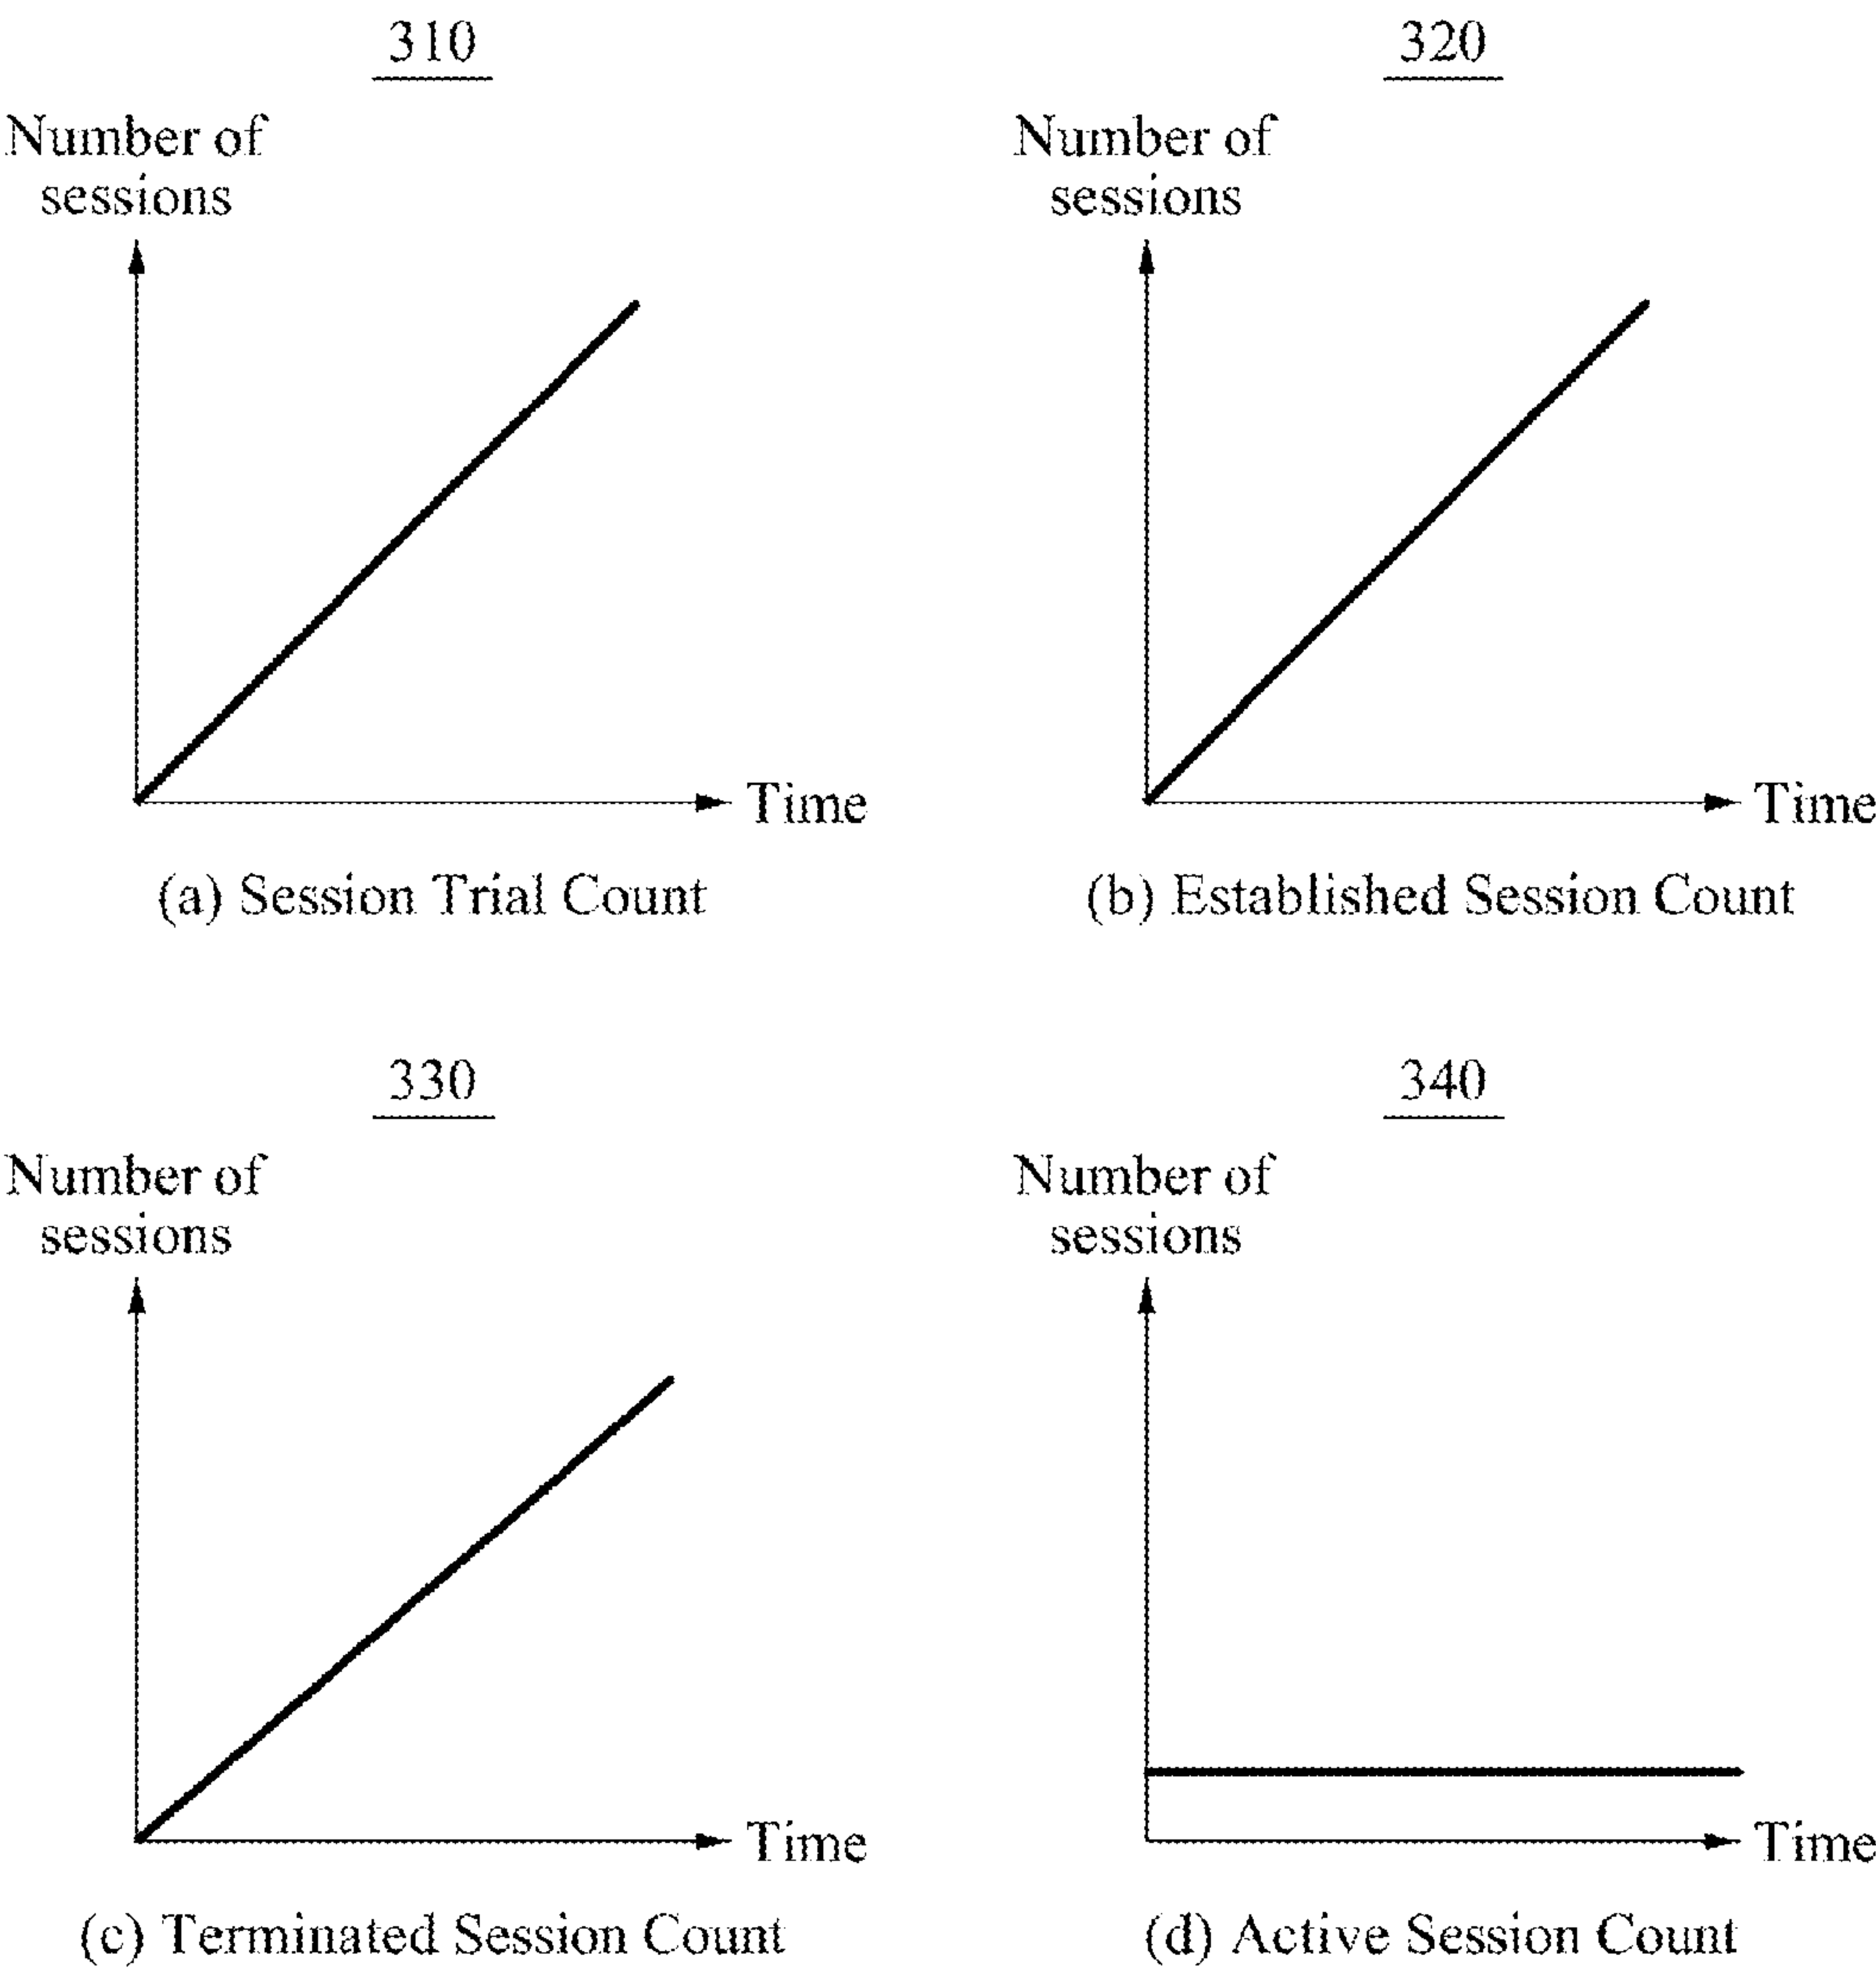 310
Number of
sessions
Time
(a) Session Trial Count
320
Number of
sessions
Time
(b) Established Session Count
330
Number of
sessions
Time
(c) Terminated Session Count
340
Number of
sessions
Time
(d) Active Session Count